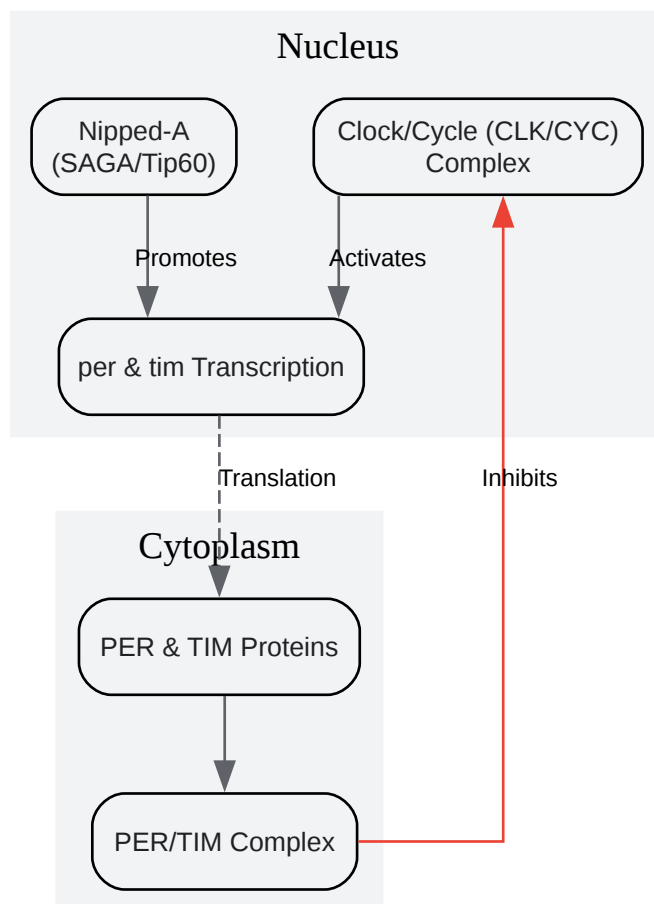 Nucleus
Nipped-A
(SAGA/Tip60)
Clock/Cycle (CLK/CYC)
Complex
Promotes
Activates
per & tim Transcription
Translation
Inhibits
Cytoplasm
PER & TIM Proteins
PER/TIM Complex